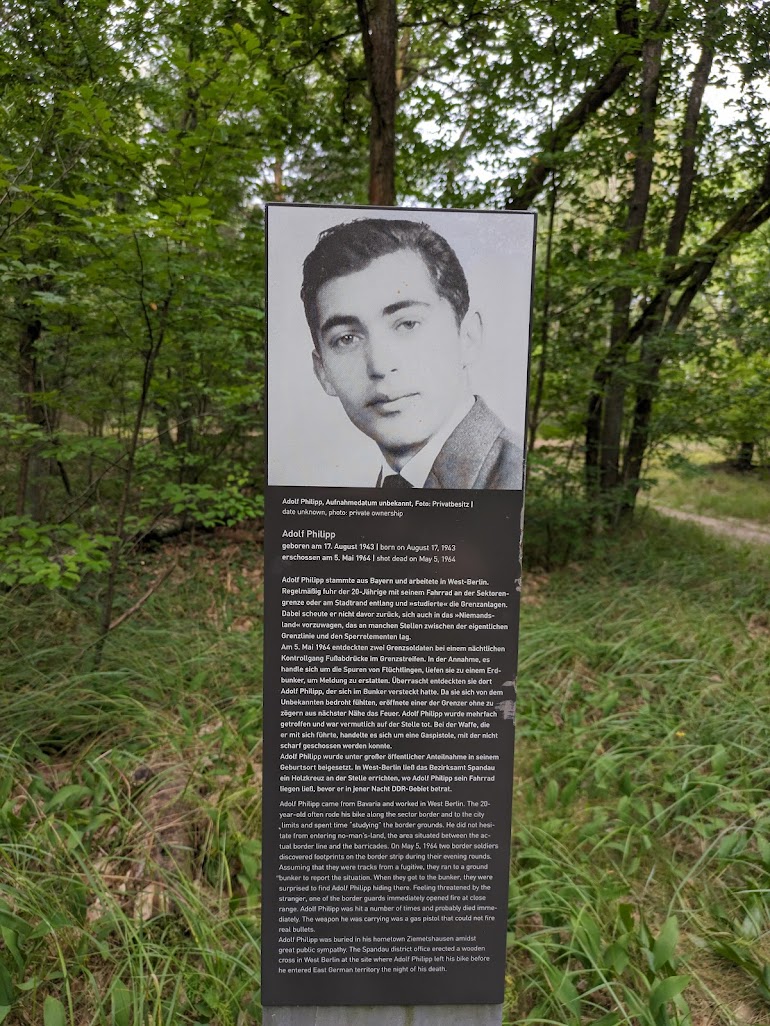 Adolf Philipp, Aufnahmedatum unbekannt, Foto: Privatbesitz |
date unknown, photo: private ownership
Adolf Philipp
geboren am 17. August 1943 | born on August 17, 1943
erschossen am 5. Mai 1964 | shot dead on May 5, 1964
Adolf Philipp stammte aus Bayern und arbeitete in West-Berlin.
Regelmäßig fuhr der 20-Jährige mit seinem Fahrrad an der Sektoren-
grenze oder am Stadtrand entlang und »studierte« die Grenzanlagen.
Dabei scheute er nicht davor zurück, sich auch in das »Niemands-
land« vorzuwagen, das an manchen Stellen zwischen der eigentlichen
Grenzlinie und den Sperrelementen lag.
Am 5. Mai 1964 entdeckten zwei Grenzsoldaten bei einem nächtlichen
Kontrollgang Fußabdrücke im Grenzstreifen. In der Annahme, es
handle sich um die Spuren von Flüchtlingen, liefen sie zu einem Erd-
bunker, um Meldung zu erstatten. Überrascht entdeckten sie dort
Adolf Philipp, der sich im Bunker versteckt hatte. Da sie sich von dem
Unbekannten bedroht fühlten, eröffnete einer der Grenzer ohne zu
zögern aus nächster Nähe das Feuer. Adolf Philipp wurde mehrfach
getroffen und war vermutlich auf der Stelle tot. Bei der Waffe, die
er mit sich führte, handelte es sich um eine Gaspistole, mit der nicht
scharf geschossen werden konnte.
Adolf Philipp wurde unter großer öffentlicher Anteilnahme in seinem
Geburtsort beigesetzt. In West-Berlin ließ das Bezirksamt Spandau
ein Holzkreuz an der Stelle errichten, wo Adolf Philipp sein Fahrrad
liegen ließ, bevor er in jener Nacht DDR-Gebiet betrat.
Adolf Philipp came from Bavaria and worked in West Berlin. The 20-
year-old often rode his bike along the sector border and to the city
limits and spent time "studying" the border grounds. He did not hesi-
tate from entering no-man's-land, the area situated between the ac-
tual border line and the barricades. On May 5, 1964 two border soldiers
discovered footprints on the border strip during their evening rounds.
Assuming that they were tracks from a fugitive, they ran to a ground
bunker to report the situation. When they got to the bunker, they were
surprised to find Adolf Philipp hiding there. Feeling threatened by the
stranger, one of the border guards immediately opened fire at close
range. Adolf Philipp was hit a number of times and probably died imme-
diately. The weapon he was carrying was a gas pistol that could not fire
real bullets.
Adolf Philipp was buried in his hometown Ziemetshausen amidst
great public sympathy. The Spandau district office erected a wooden
cross in West Berlin at the site where Adolf Philipp left his bike before
he entered East German territory the night of his death.